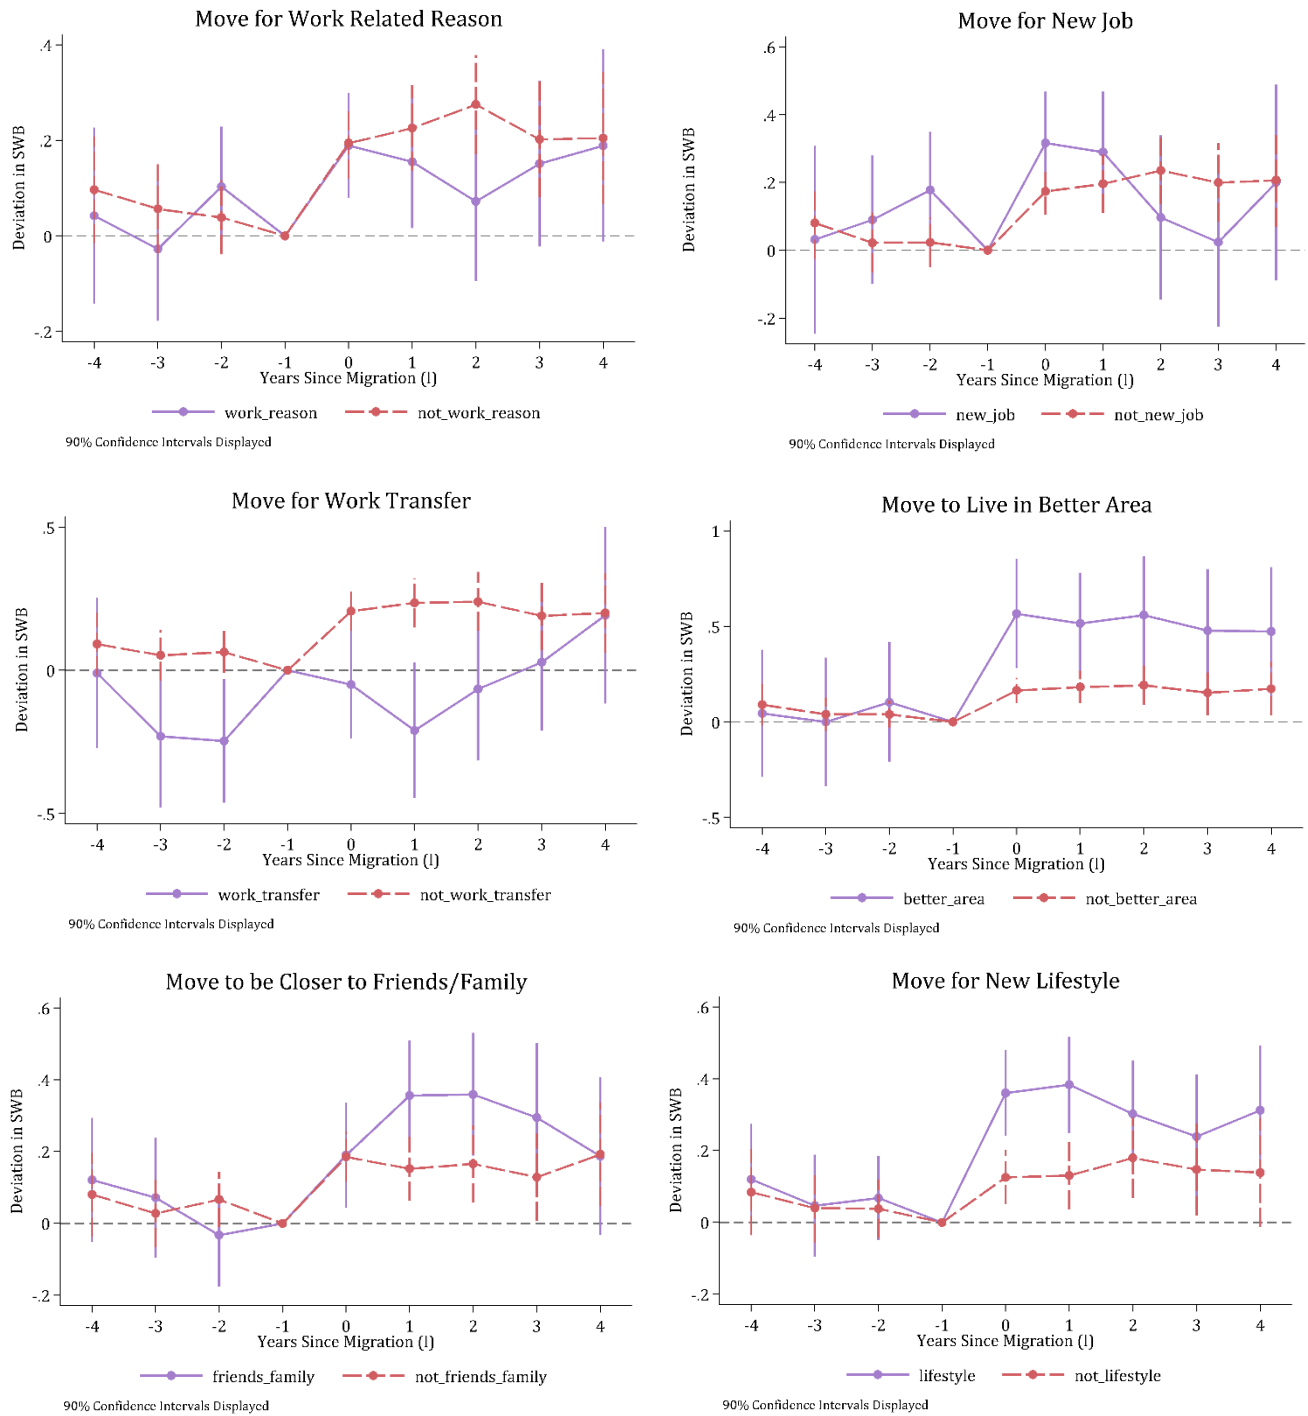 Move for Work Related Reason
Deviation in SWB
.4
.2
0
-.2
-4 -3 -2 -1 0 1 2 3 4
Years Since Migration (l)
work_reason not_work_reason
90% Confidence Intervals Displayed
Move for New Job
Deviation in SWB
.6
.4
.2
0
-.2
-4 -3 -2 -1 0 1 2 3 4
Years Since Migration (l)
new_job not_new_job
90% Confidence Intervals Displayed
Move for Work Transfer
Deviation in SWB
.5
0
-.5
-4 -3 -2 -1 0 1 2 3 4
Years Since Migration (l)
work_transfer not_work_transfer
90% Confidence Intervals Displayed
Move to Live in Better Area
Deviation in SWB
1
.5
0
-.5
-4 -3 -2 -1 0 1 2 3 4
Years Since Migration (l)
better_area not_better_area
90% Confidence Intervals Displayed
Move to be Closer to Friends/Family
Deviation in SWB
.6
.4
.2
0
-.2
-4 -3 -2 -1 0 1 2 3 4
Years Since Migration (l)
friends_family not_friends_family
90% Confidence Intervals Displayed
Move for New Lifestyle
Deviation in SWB
.6
.4
.2
0
-.2
-4 -3 -2 -1 0 1 2 3 4
Years Since Migration (l)
lifestyle not_lifestyle
90% Confidence Intervals Displayed